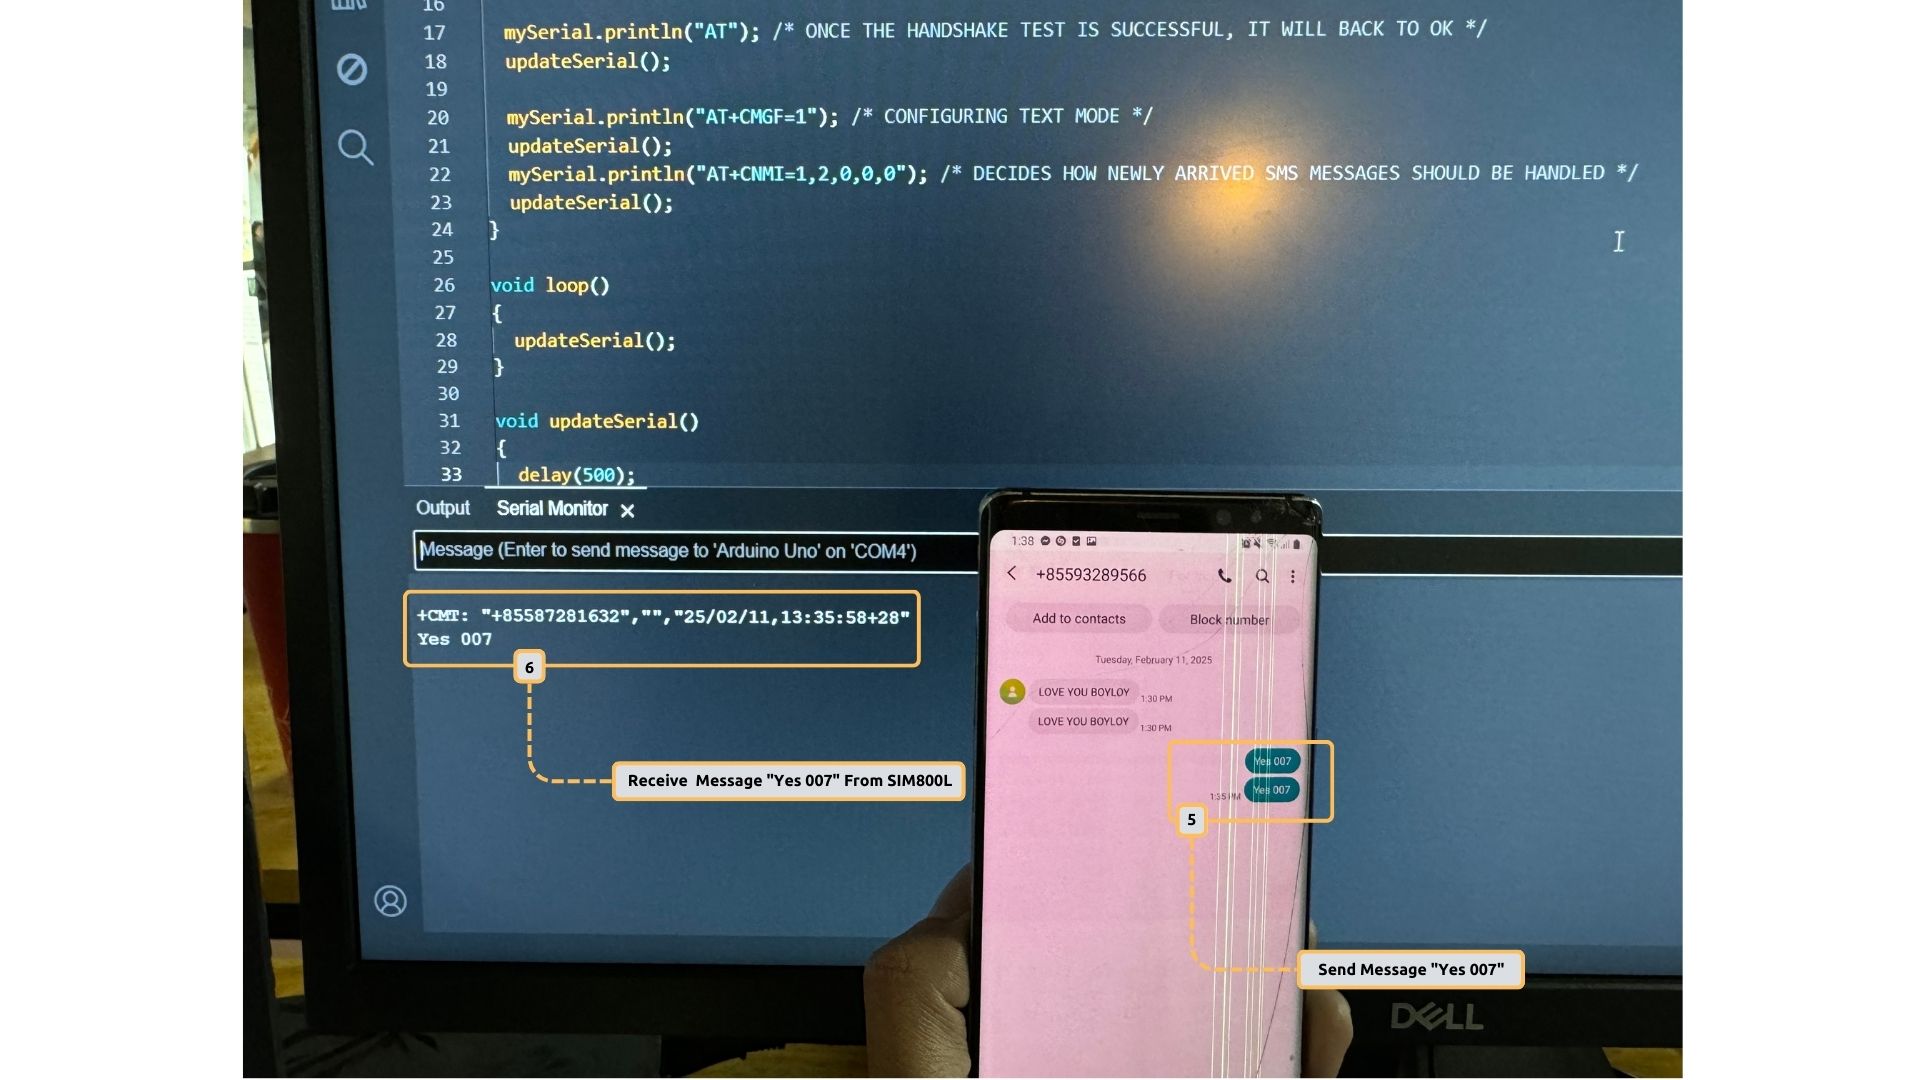 16
17 mySerial.println("AT"); /* ONCE THE HANDSHAKE TEST IS SUCCESSFUL, IT WILL BACK TO OK */
18 updateSerial();
19
20 mySerial.println("AT+CMGF=1"); /* CONFIGURING TEXT MODE */
21 updateSerial();
22 mySerial.println("AT+CNMI=1,2,0,0,0"); /* DECIDES HOW NEWLY ARRIVED SMS MESSAGES SHOULD BE HANDLED */
23 updateSerial();
24 }
25
26 void loop()
27 {
28 updateSerial();
29 }
30
31 void updateSerial()
32 {
33 delay(500);
Output Serial Monitor
Message (Enter to send message to 'Arduino Uno' on 'COM4')
+CMT: "+85587281632","","25/02/11,13:35:58+28"
Yes 007
6
Receive Message "Yes 007" From SIM800L
1:38
+85593289566
Add to contacts Block number
Tuesday, February 11, 2025
LOVE YOU BOYLOY 1:30 PM
LOVE YOU BOYLOY 1:30 PM
Yes 007
1:35 PM Yes 007
5
Send Message "Yes 007"
DELL